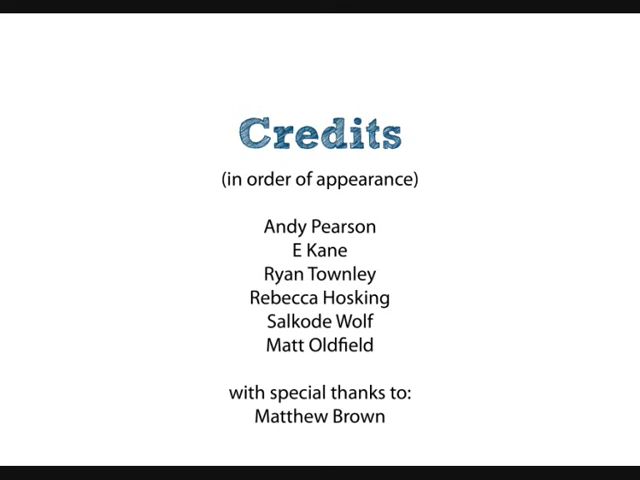 Credits
(in order of appearance)
Andy Pearson
E Kane
Ryan Townley
Rebecca Hosking
Salkode Wolf
Matt Oldfield
with special thanks to:
Matthew Brown